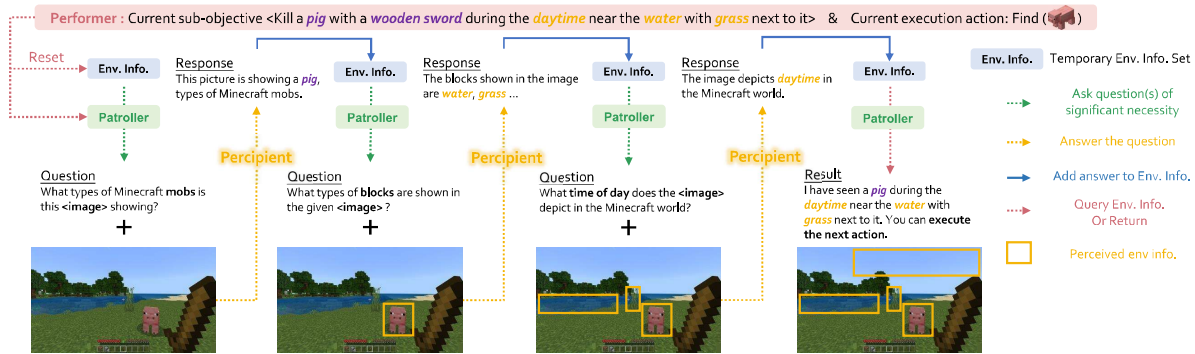 Performer : Current sub-objective <Kill a pig with a wooden sword during the daytime near the water with grass next to it> & Current execution action: Find ( )
Reset
Env. Info.
Patroller
Question
What types of Minecraft mobs is
this <image> showing?
+
Response
This picture is showing a pig,
types of Minecraft mobs.
Percipient
Env. Info.
Patroller
Question
What types of blocks are shown in
the given <image> ?
+
Response
The blocks shown in the image
are water, grass ...
Percipient
Env. Info.
Patroller
Question
What time of day does the <image>
depict in the Minecraft world?
+
Response
The image depicts daytime in
the Minecraft world.
Percipient
Env. Info.
Patroller
Result
I have seen a pig during the
daytime near the water with
grass next to it. You can execute
the next action.
Env. Info.
Temporary Env. Info. Set
Ask question(s) of
significant necessity
Answer the question
Add answer to Env. Info.
Query Env. Info.
Or Return
Perceived env info.